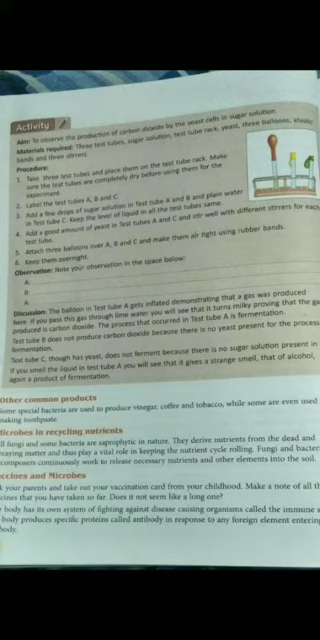 Activity
Aim: To observe the production of carbon dioxide by the yeast cells in sugar solution.
Materials required: Three test tubes, sugar solution, test tube rack, yeast, three balloons, elastic
bands and three stirrers.
Procedure:
1. Take three test tubes and place them on the test tube rack. Make
sure the test tubes are completely dry before using them for the
experiment.
2. Label the test tubes A, B and C.
3. Add a few drops of sugar solution in Test tube A and B and plain water
in Test tube C. Keep the level of liquid in all the test tubes same.
4. Add a good amount of yeast in Test tubes A and C and stir well with different stirrers for each
test tube.
5. Attach three balloons over A, B and C and make them air tight using rubber bands.
6. Keep them overnight.
Observation: Note your observation in the space below:
A:
B:
A:
Discussion: The balloon in Test tube A gets inflated demonstrating that a gas was produced
here. If you pass this gas through lime water you will see that it turns milky proving that the ga
produced is carbon dioxide. The process that occurred in Test tube A is fermentation.
Test tube B does not produce carbon dioxide because there is no yeast present for the process
fermentation.
Test tube C, though has yeast, does not ferment because there is no sugar solution present in
If you smell the liquid in test tube A you will see that it gives a strange smell, that of alcohol,
again a product of fermentation.
Other common products
ome special bacteria are used to produce vinegar, coffee and tobacco, while some are even used
making toothpaste.
Microbes in recycling nutrients
ll fungi and some bacteria are saprophytic in nature. They derive nutrients from the dead and
caying matter and thus play a vital role in keeping the nutrient cycle rolling. Fungi and bacter
composers continuously work to release necessary nutrients and other elements into the soil.
ccines and Microbes
k your parents and take out your vaccination card from your childhood. Make a note of all th
cines that you have taken so far. Does it not seem like a long one?
r body has its own system of fighting against disease causing organisms called the immune s
body produces specific proteins called antibody in response to any foreign element entering
body.